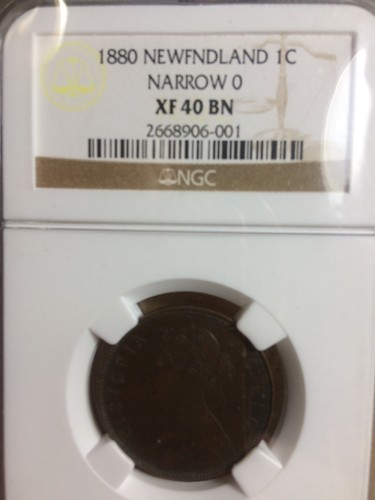 1880 NEWFNDLAND 1C
NARROW 0
XF 40 BN
2668906-001
NGC